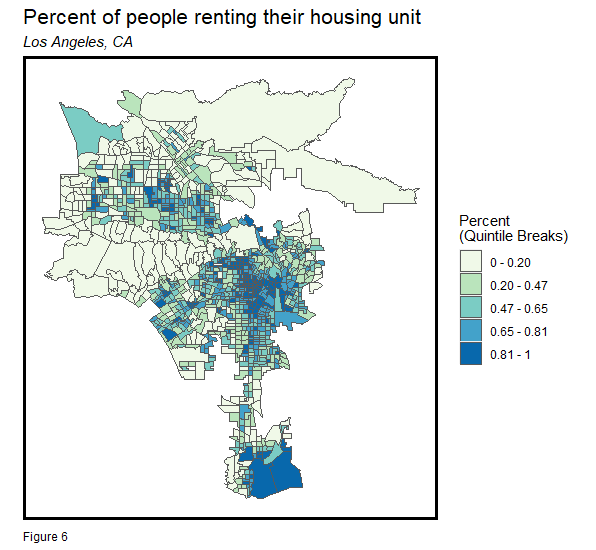 Percent of people renting their housing unit
Los Angeles, CA
Percent
(Quintile Breaks)
0 - 0.20
0.20 - 0.47
0.47 - 0.65
0.65 - 0.81
0.81 - 1
Figure 6